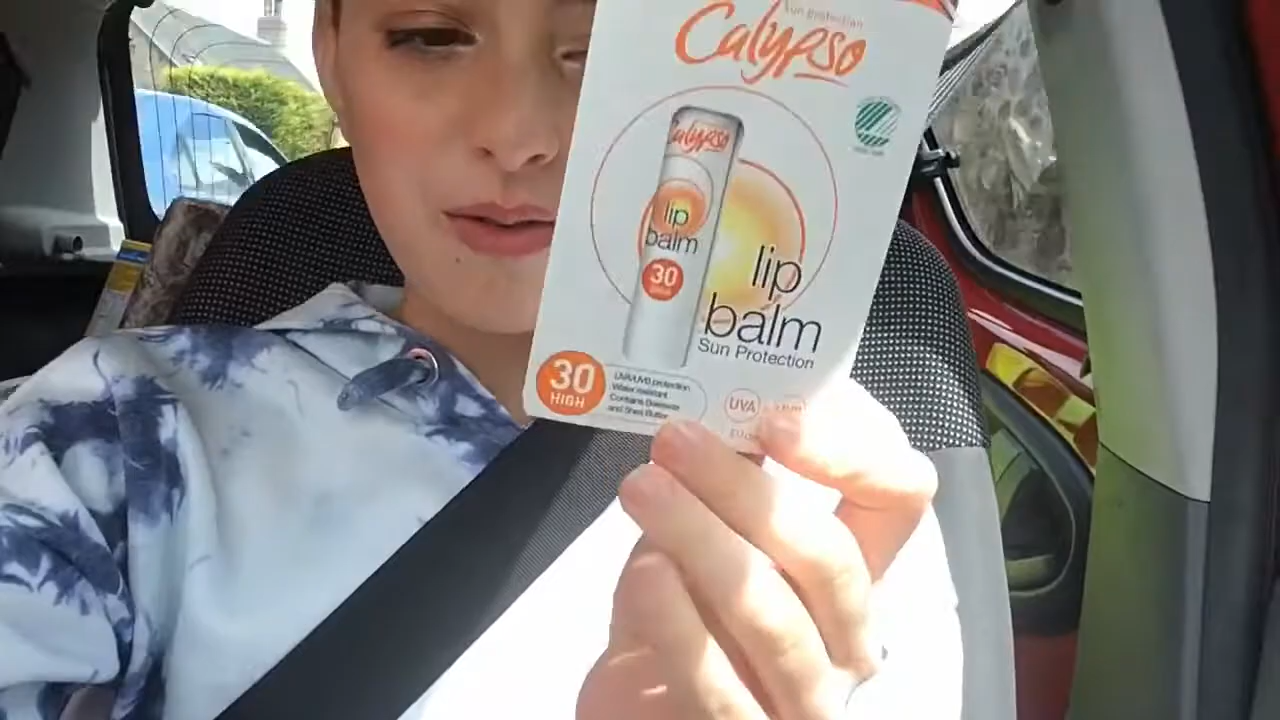 Sun protection
Calypso
Calypso
lip
balm
30
lip
balm
Sun Protection
30
HIGH
UVA/UVB protection
Water resistant
Contains Beeswax
and Shea Butter
UVA